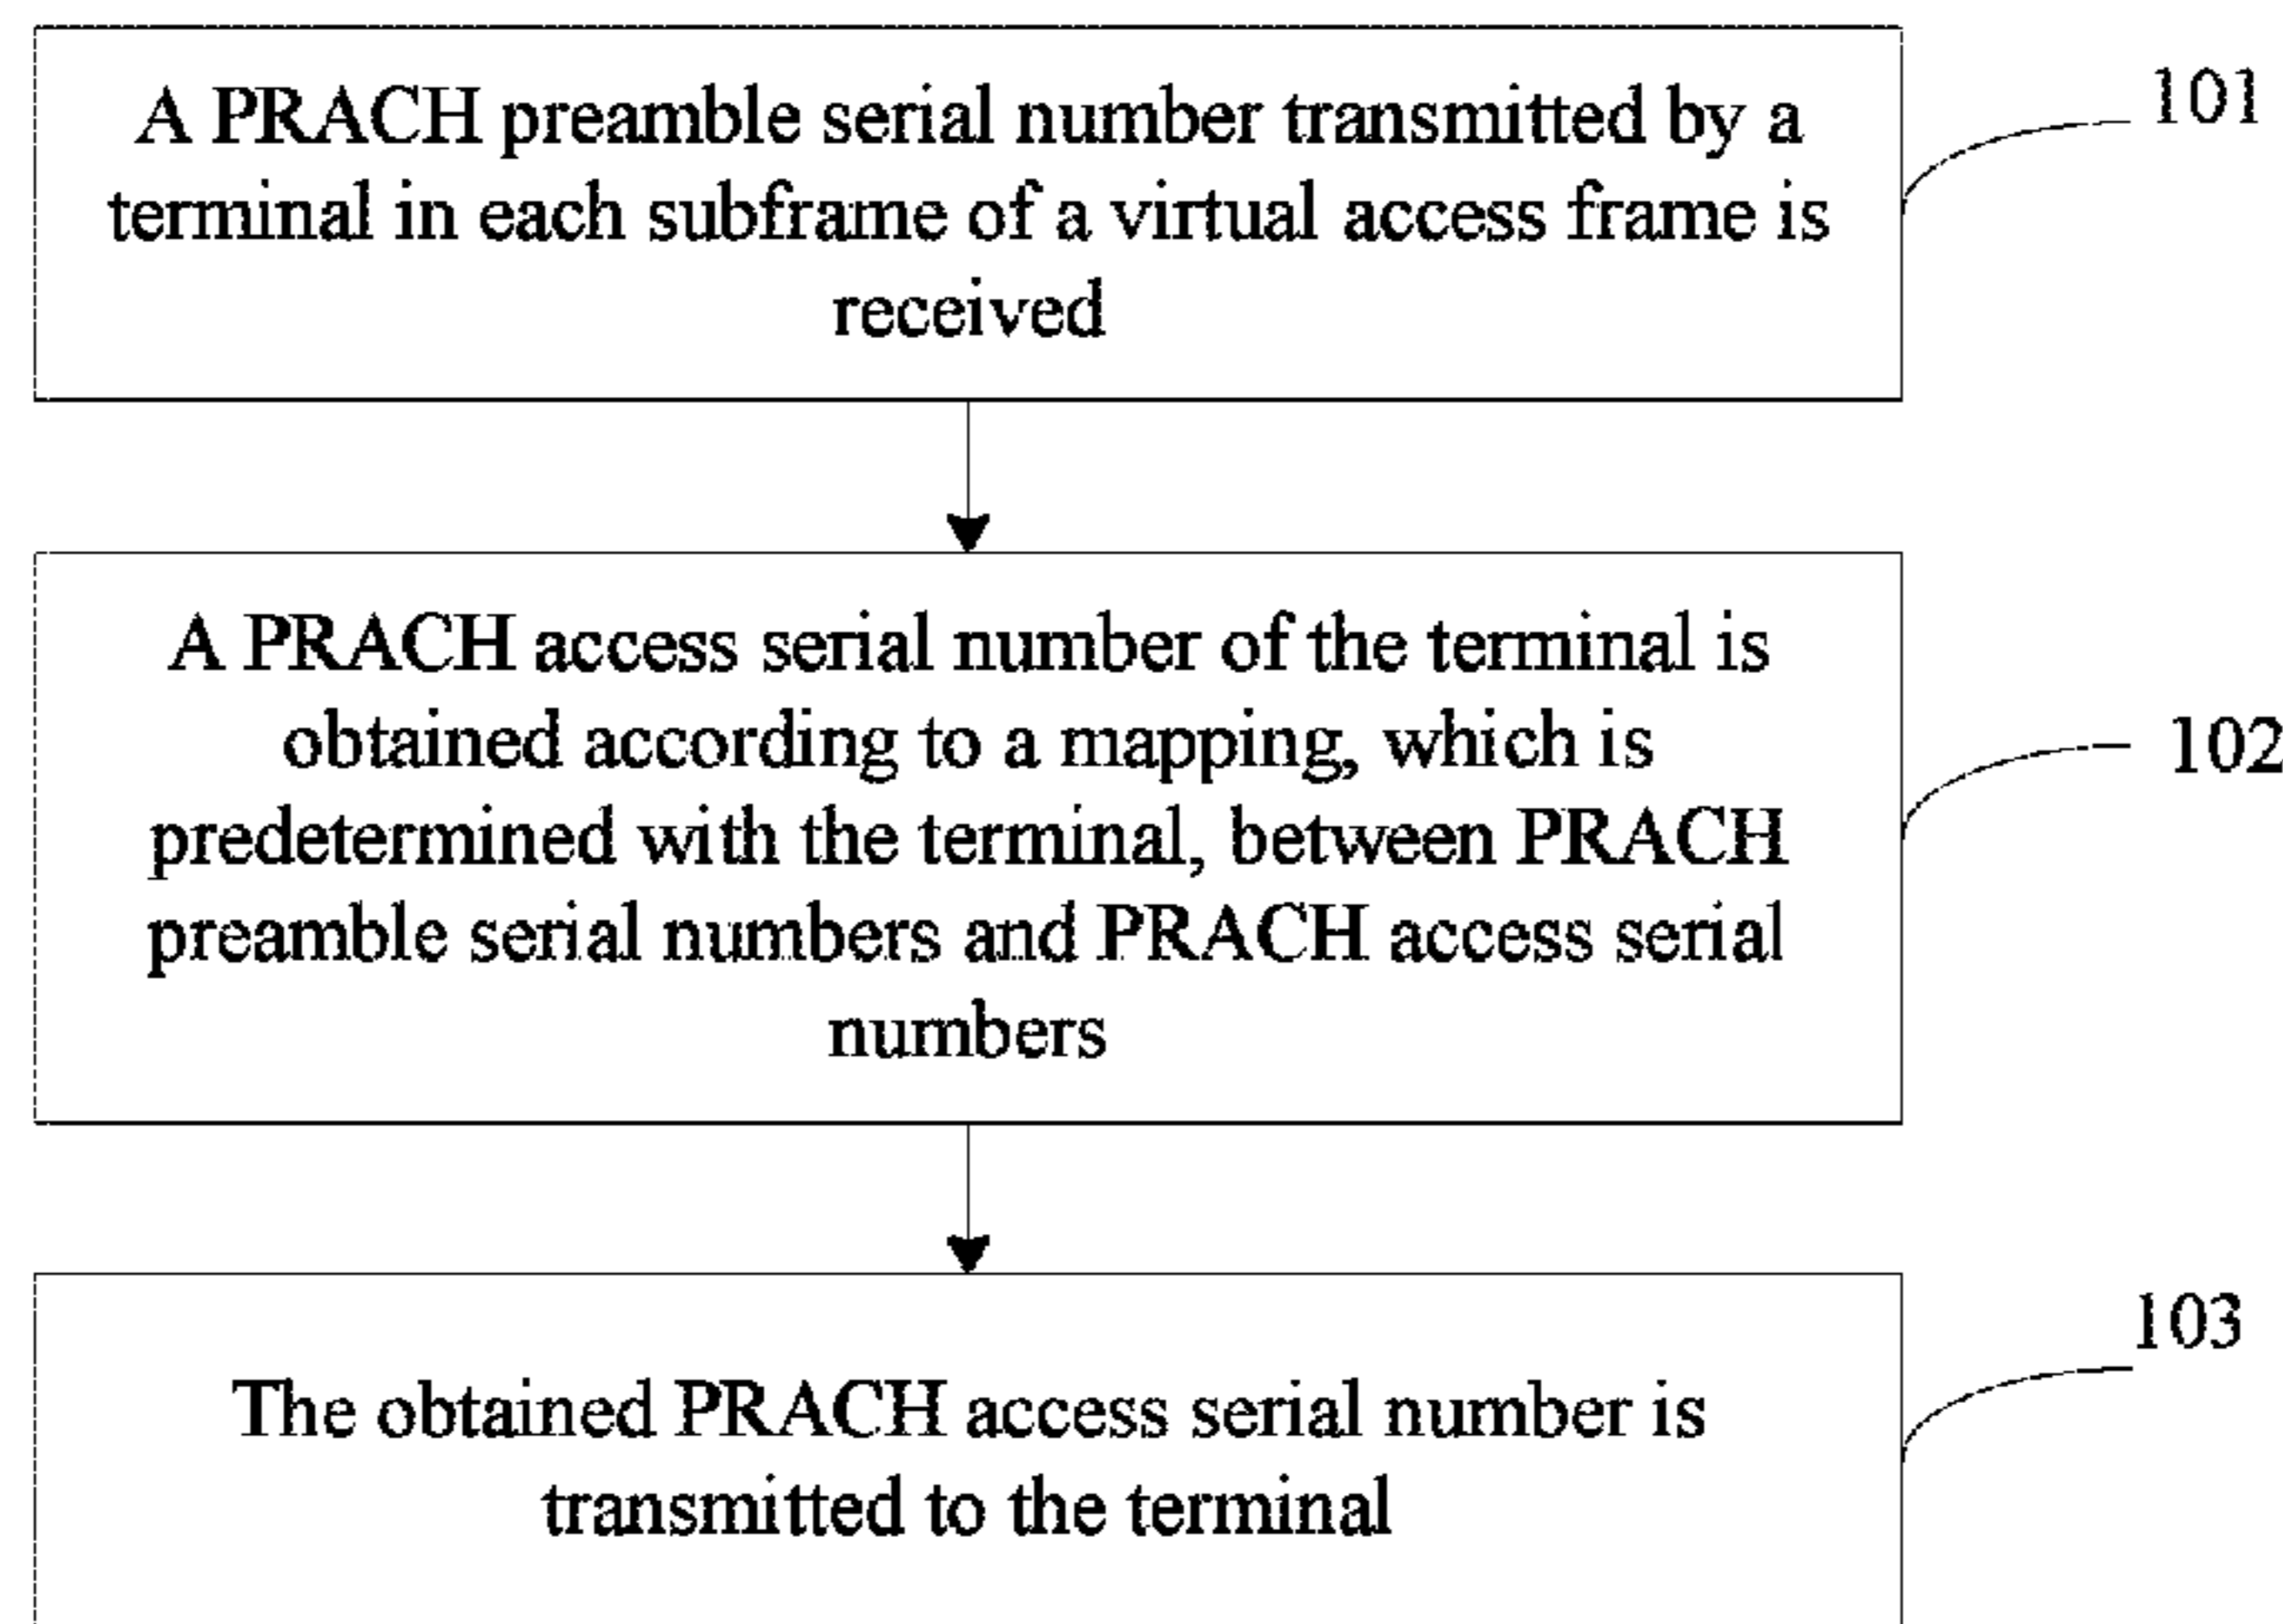 A PRACH preamble serial number transmitted by a
terminal in each subframe of a virtual access frame is
received
101
A PRACH access serial number of the terminal is
obtained according to a mapping, which is
predetermined with the terminal, between PRACH
preamble serial numbers and PRACH access serial
numbers
102
The obtained PRACH access serial number is
transmitted to the terminal
103